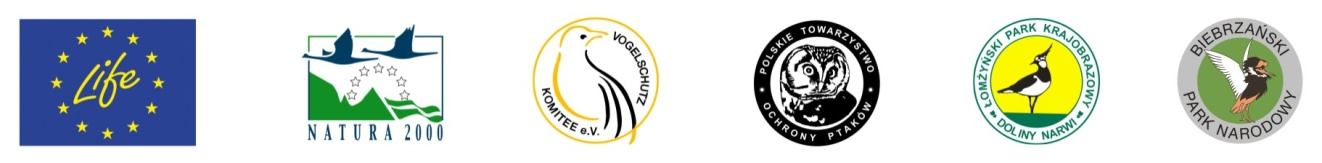 Life
NATURA 2000
VOGELSCHUTZ
KOMITEE e.V.
POLSKIE TOWARZYSTWO
OCHRONY PTAKÓW
ŁOMŻYŃSKI PARK KRAJOBRAZOWY
DOLINY NARWI
BIEBRZAŃSKI
PARK NARODOWY